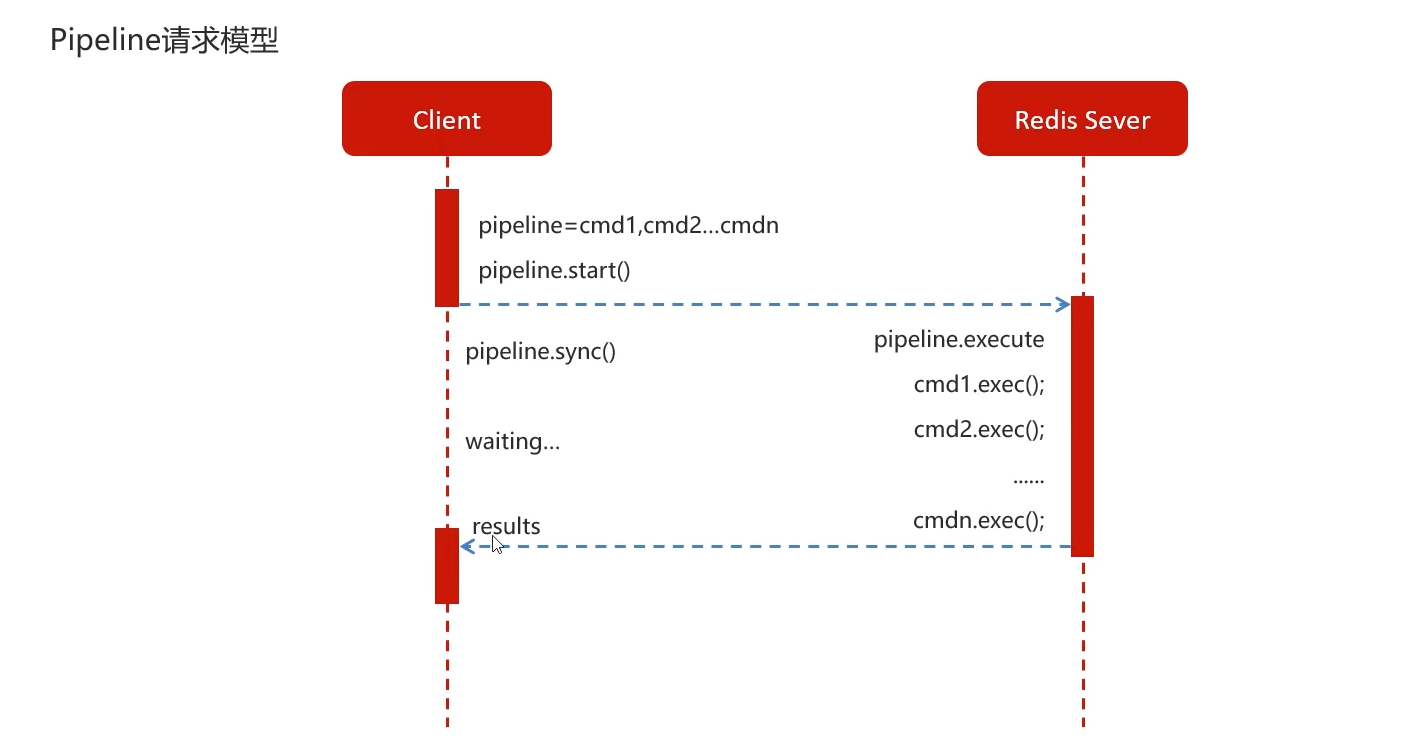 Pipeline请求模型
Client
Redis Sever
pipeline=cmd1,cmd2...cmdn
pipeline.start()
pipeline.sync()
pipeline.execute
cmd1.exec();
cmd2.exec();
waiting...
......
cmdn.exec();
results